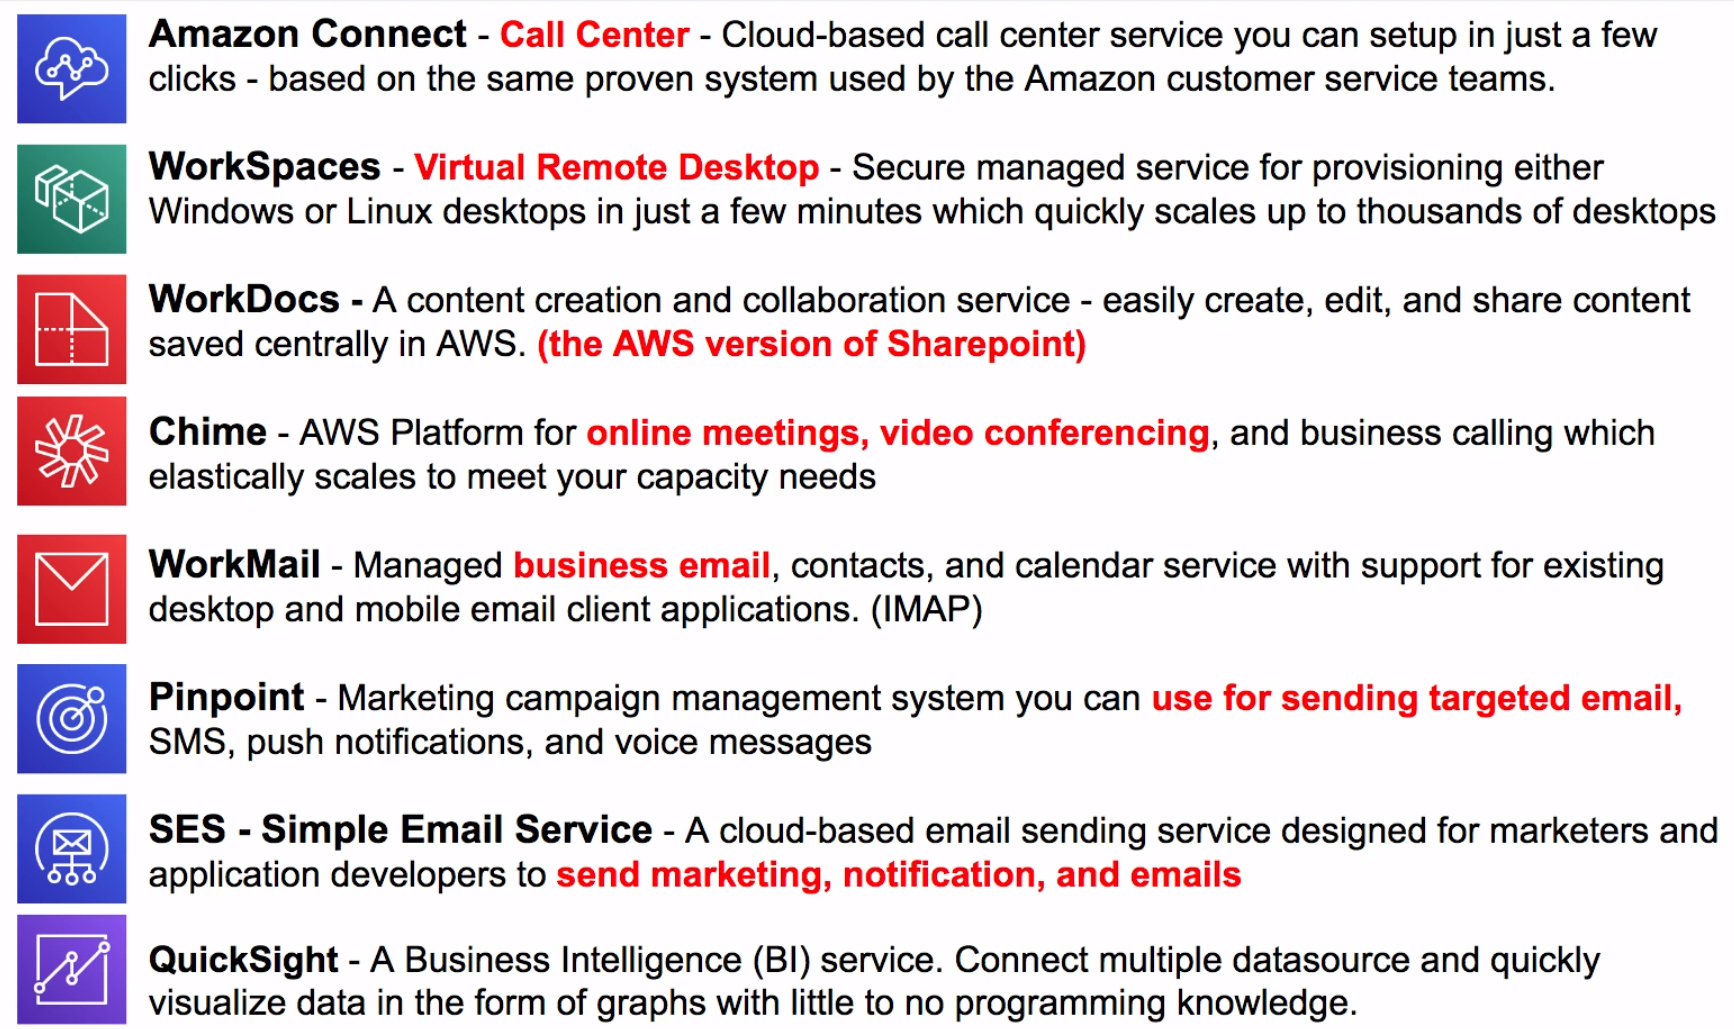 Amazon Connect - Call Center - Cloud-based call center service you can setup in just a few
clicks - based on the same proven system used by the Amazon customer service teams.
WorkSpaces - Virtual Remote Desktop - Secure managed service for provisioning either
Windows or Linux desktops in just a few minutes which quickly scales up to thousands of desktops
WorkDocs - A content creation and collaboration service - easily create, edit, and share content
saved centrally in AWS. (the AWS version of Sharepoint)
Chime - AWS Platform for online meetings, video conferencing, and business calling which
elastically scales to meet your capacity needs
WorkMail - Managed business email, contacts, and calendar service with support for existing
desktop and mobile email client applications. (IMAP)
Pinpoint - Marketing campaign management system you can use for sending targeted email,
SMS, push notifications, and voice messages
SES - Simple Email Service - A cloud-based email sending service designed for marketers and
application developers to send marketing, notification, and emails
QuickSight - A Business Intelligence (BI) service. Connect multiple datasource and quickly
visualize data in the form of graphs with little to no programming knowledge.